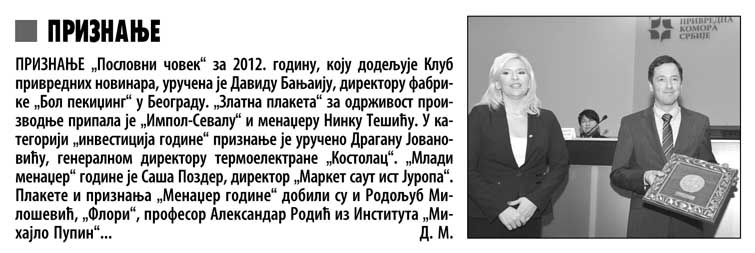 ПРИЗНАЊЕ
ПРИЗНАЊЕ „Пословни човек“ за 2012. годину, коју додељује Клуб
привредних новинара, уручена је Давиду Бањаију, директору фабри-
ке „Бол пекиџинг“ у Београду. „Златна плакета“ за одрживост прои-
зводње припала је „Импол-Севалу“ и менаџеру Нинку Тешићу. У ка-
тегорији „инвестиција године“ признање је уручено Драгану Јовано-
вићу, генералном директору термоелектране „Костолац“. „Млади
менаџер“ године је Саша Поздер, директор „Маркет саут ист Јуропа“.
Плакете и признања „Менаџер године“ добили су и Родољуб Ми-
лошевић, „Флори“, професор Александар Родић из Института „Ми-
хајло Пупин“... Д. М.
ПРИВРЕДНА
КОМОРА
СРБИЈЕ